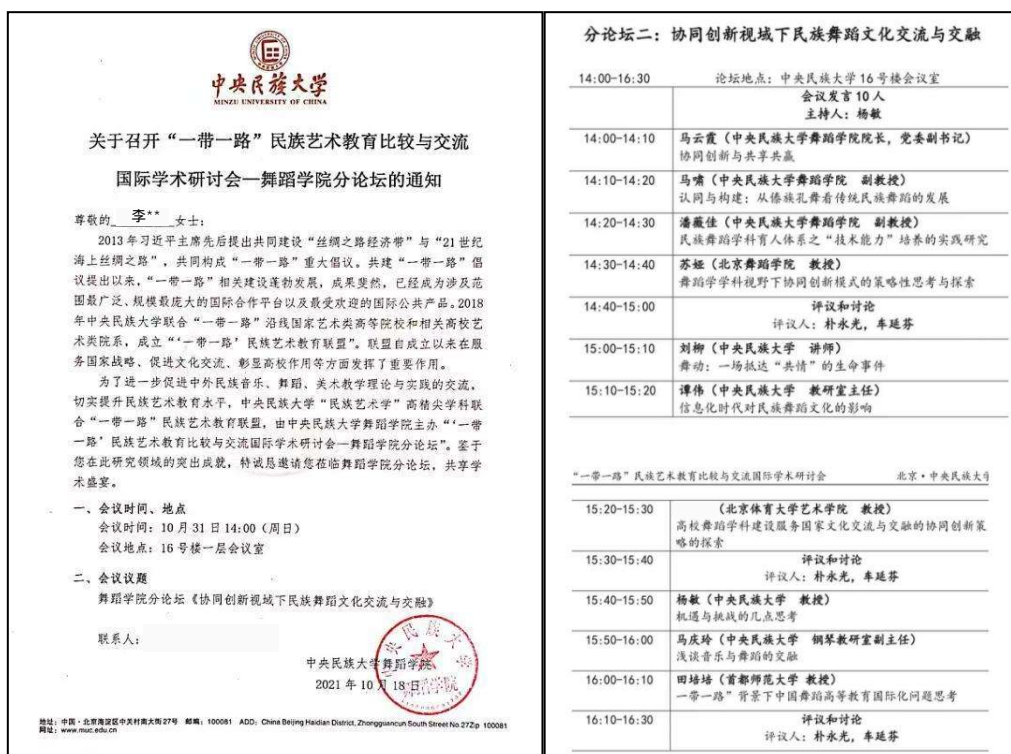 中央民族大学
MINZU UNIVERSITY OF CHINA
关于召开“一带一路”民族艺术教育比较与交流
国际学术研讨会—舞蹈学院分论坛的通知
尊敬的 李** 女士：
2013年习近平主席先后提出共同建设“丝绸之路经济带”与“21世纪
海上丝绸之路”，共同构成“一带一路”重大倡议。共建“一带一路”倡
议提出以来，“一带一路”相关建设蓬勃发展，成果斐然，已经成为涉及范
围最广泛、规模最庞大的国际合作平台以及最受欢迎的国际公共产品。2018
年中央民族大学联合“一带一路”沿线国家艺术类高等院校和相关高校艺
术类院系，成立“‘一带一路’民族艺术教育联盟”。联盟自成立以来在服
务国家战略、促进文化交流、彰显高校作用等方面发挥了重要作用。
为了进一步促进中外民族音乐、舞蹈、美术教学理论与实践的交流，
切实提升民族艺术教育水平，中央民族大学“民族艺术学”高精尖学科联
合“一带一路”民族艺术教育联盟，由中央民族大学舞蹈学院主办“‘一带
一路’民族艺术教育比较与交流国际学术研讨会—舞蹈学院分论坛”。鉴于
您在此研究领域的突出成就，特诚恳邀请您莅临舞蹈学院分论坛，共享学
术盛宴。
一、会议时间、地点
会议时间：10月31日14:00（周日）
会议地点：16号楼一层会议室
二、会议议题
舞蹈学院分论坛《协同创新视域下民族舞蹈文化交流与交融》
联系人：
中央民族大学舞蹈学院
2021年10月18日
中央民族大学
舞蹈学院
地址：中国·北京海淀区中关村南大街27号 邮编：100081 ADD：China Beijing Haidian District, Zhongguancun South Street No.27Zip 100081
网址：www.muc.edu.cn
分论坛二：协同创新视域下民族舞蹈文化交流与交融
14:00-16:30 论坛地点：中央民族大学16号楼会议室
会议发言10人
主持人：杨敏
14:00-14:10 马云霞（中央民族大学舞蹈学院院长，党委副书记）
协同创新与共享共赢
14:10-14:20 马啸（中央民族大学舞蹈学院 副教授）
认同与构建：从傣族孔雀舞看传统民族舞蹈的发展
14:20-14:30 潘薇佳（中央民族大学舞蹈学院 副教授）
民族舞蹈学科育人体系之“技术能力”培养的实践研究
14:30-14:40 苏娅（北京舞蹈学院 教授）
舞蹈学学科视野下协同创新模式的策略性思考与探索
14:40-15:00 评议和讨论
评议人：朴永光，车延芬
15:00-15:10 刘柳（中央民族大学 讲师）
舞动：一场抵达“共情”的生命事件
15:10-15:20 谭伟（中央民族大学 教研室主任）
信息化时代对民族舞蹈文化的影响
“一带一路”民族艺术教育比较与交流国际学术研讨会 北京·中央民族大学
15:20-15:30 （北京体育大学艺术学院 教授）
高校舞蹈学科建设服务国家文化交流与交融的协同创新策
略的探索
15:30-15:40 评议和讨论
评议人：朴永光，车延芬
15:40-15:50 杨敏（中央民族大学 教授）
机遇与挑战的几点思考
15:50-16:00 马庆玲（中央民族大学 钢琴教研室副主任）
浅谈音乐与舞蹈的交融
16:00-16:10 田培培（首都师范大学 教授）
一带一路”背景下中国舞蹈高等教育国际化问题思考
16:10-16:30 评议和讨论
评议人：朴永光，车延芬